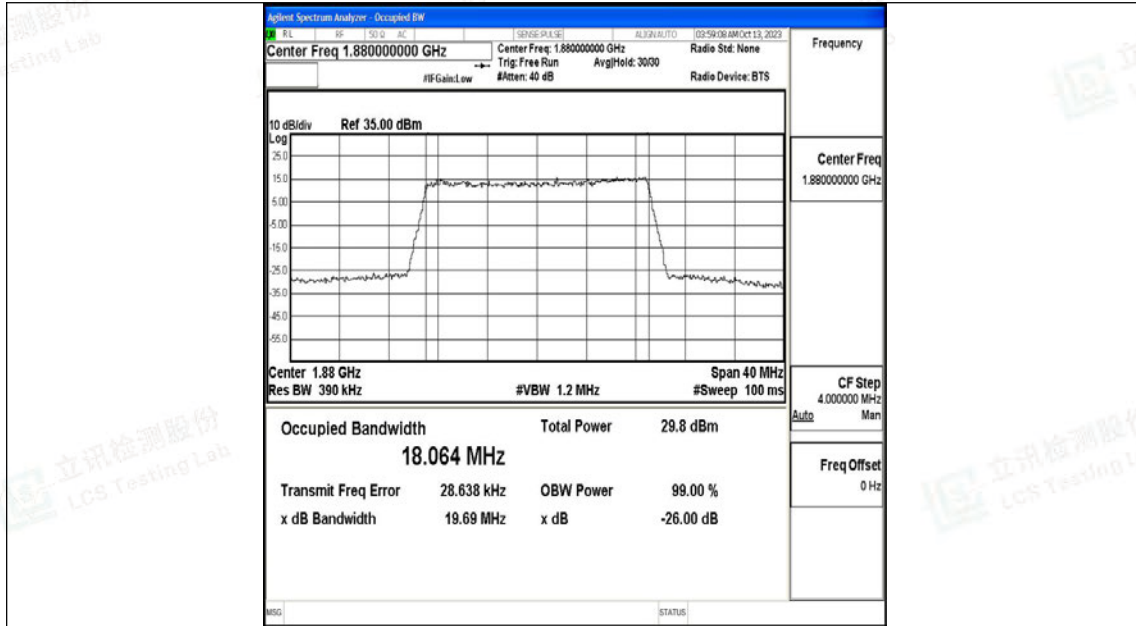 Agilent Spectrum Analyzer - Occupied BW
RL RF 50 Ω AC SENSE:PULSE ALIGN AUTO 03:59:08 AM Oct 13, 2023
Center Freq 1.880000000 GHz
Center Freq: 1.880000000 GHz
Radio Std: None
Trig: Free Run Avg|Hold: 30/30
#IFGain:Low
#Atten: 40 dB
Radio Device: BTS
10 dB/div Ref 35.00 dBm
Log
25.0
15.0
5.00
-5.00
-15.0
-25.0
-35.0
-45.0
-55.0
Center 1.88 GHz
Span 40 MHz
Res BW 390 kHz
#VBW 1.2 MHz
#Sweep 100 ms
Occupied Bandwidth
Total Power 29.8 dBm
18.064 MHz
Transmit Freq Error 28.638 kHz
OBW Power 99.00 %
x dB Bandwidth 19.69 MHz
x dB -26.00 dB
MSG
STATUS
Frequency
Center Freq
1.880000000 GHz
CF Step
4.000000 MHz
Auto Man
Freq Offset
0 Hz
立讯检测股份
LCS Testing Lab